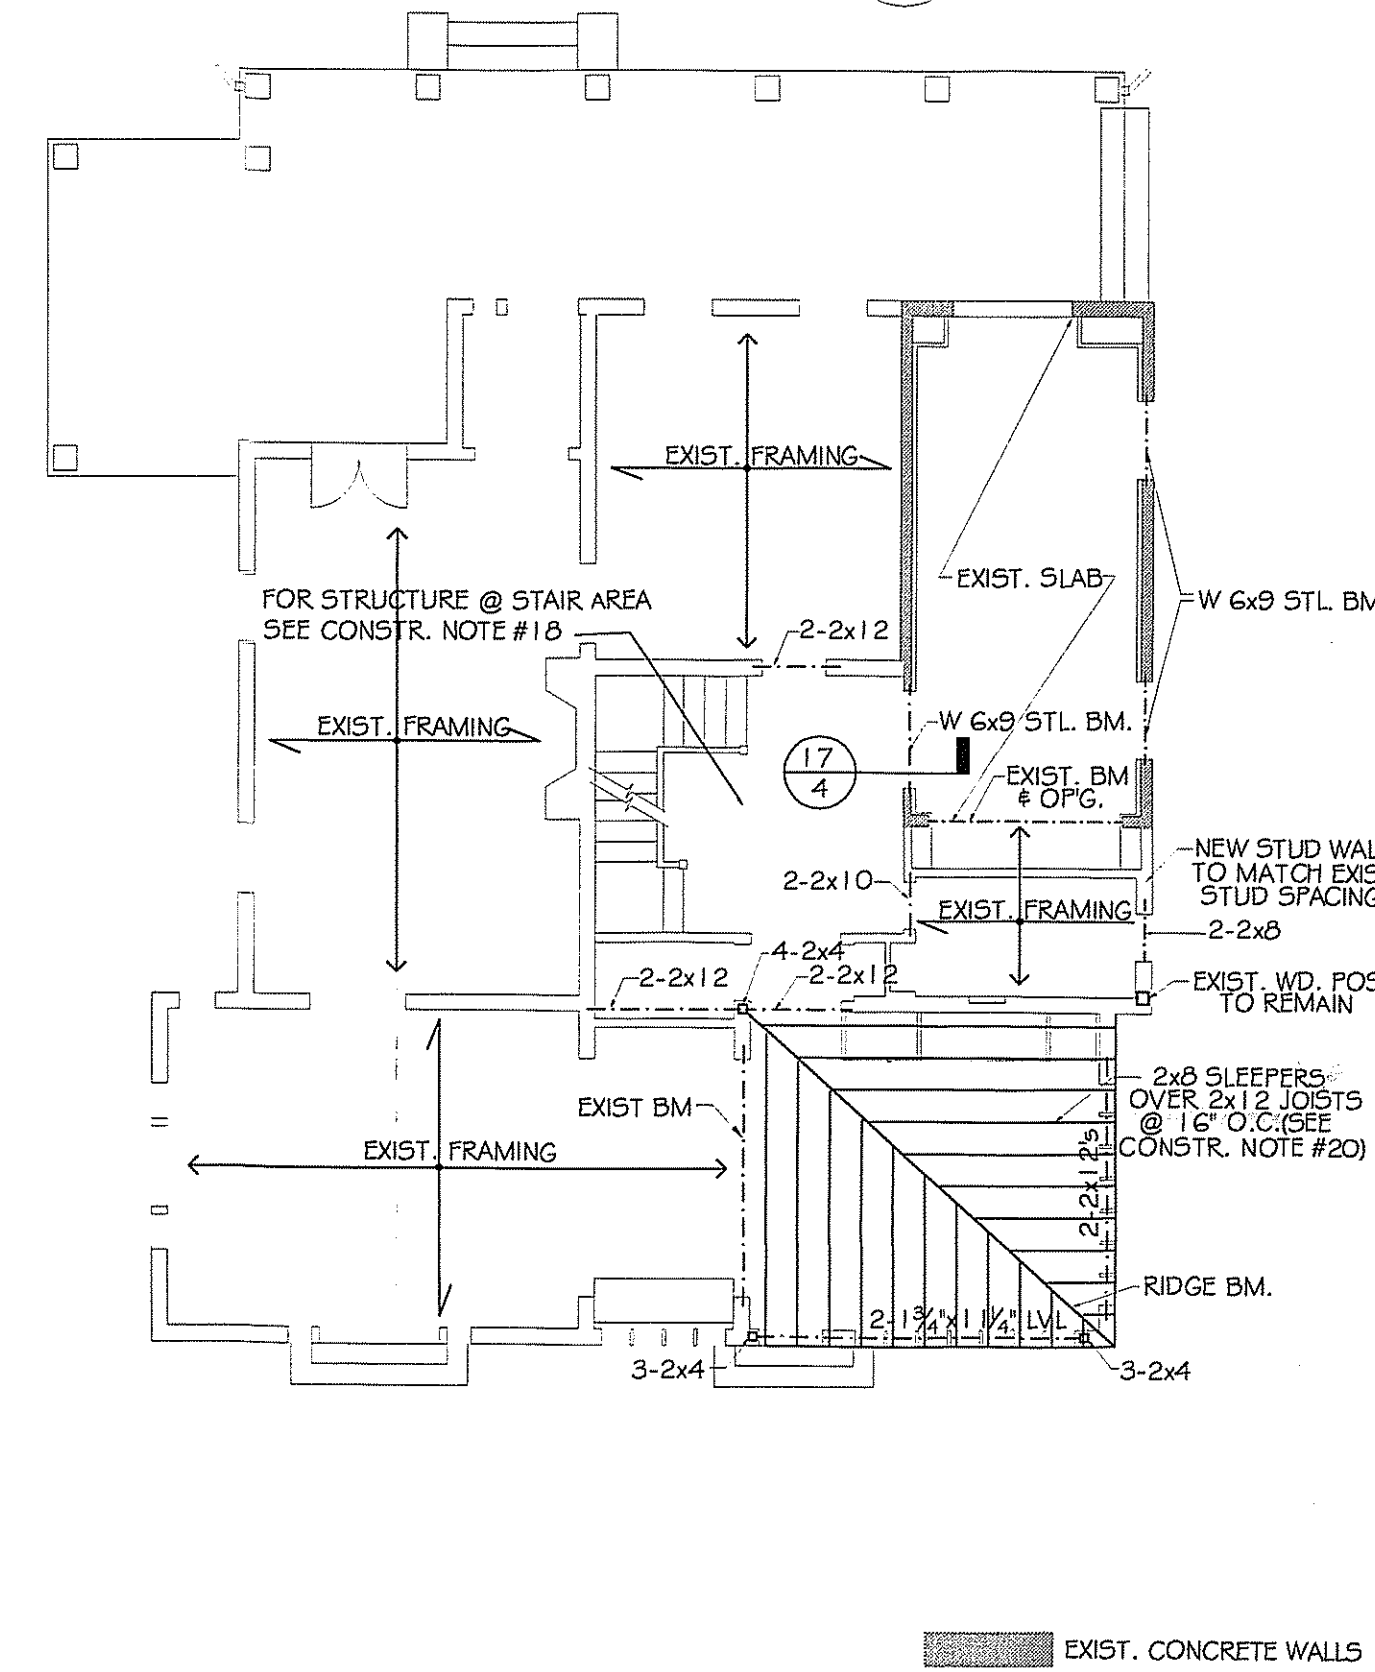 EXIST. FRAMING
EXIST. SLAB
FOR STRUCTURE @ STAIR AREA
SEE CONSTR. NOTE #18
W 6x9 STL. BM
2-2x12
EXIST. FRAMING
W 6x9 STL. BM.
17
4
EXIST. BM
& OP'G.
NEW STUD WAL
TO MATCH EXIS
STUD SPACING
2-2x10
EXIST. FRAMING
2-2x8
4-2x4
2-2x12
2-2x12
EXIST. WD. POS
TO REMAIN
2x8 SLEEPERS
OVER 2x12 JOISTS
@ 16" O.C.(SEE
CONSTR. NOTE #20)
EXIST BM
EXIST. FRAMING
2-2x12's
RIDGE BM.
2-1 3/4"x11 1/4" LVL
3-2x4
3-2x4
EXIST. CONCRETE WALLS